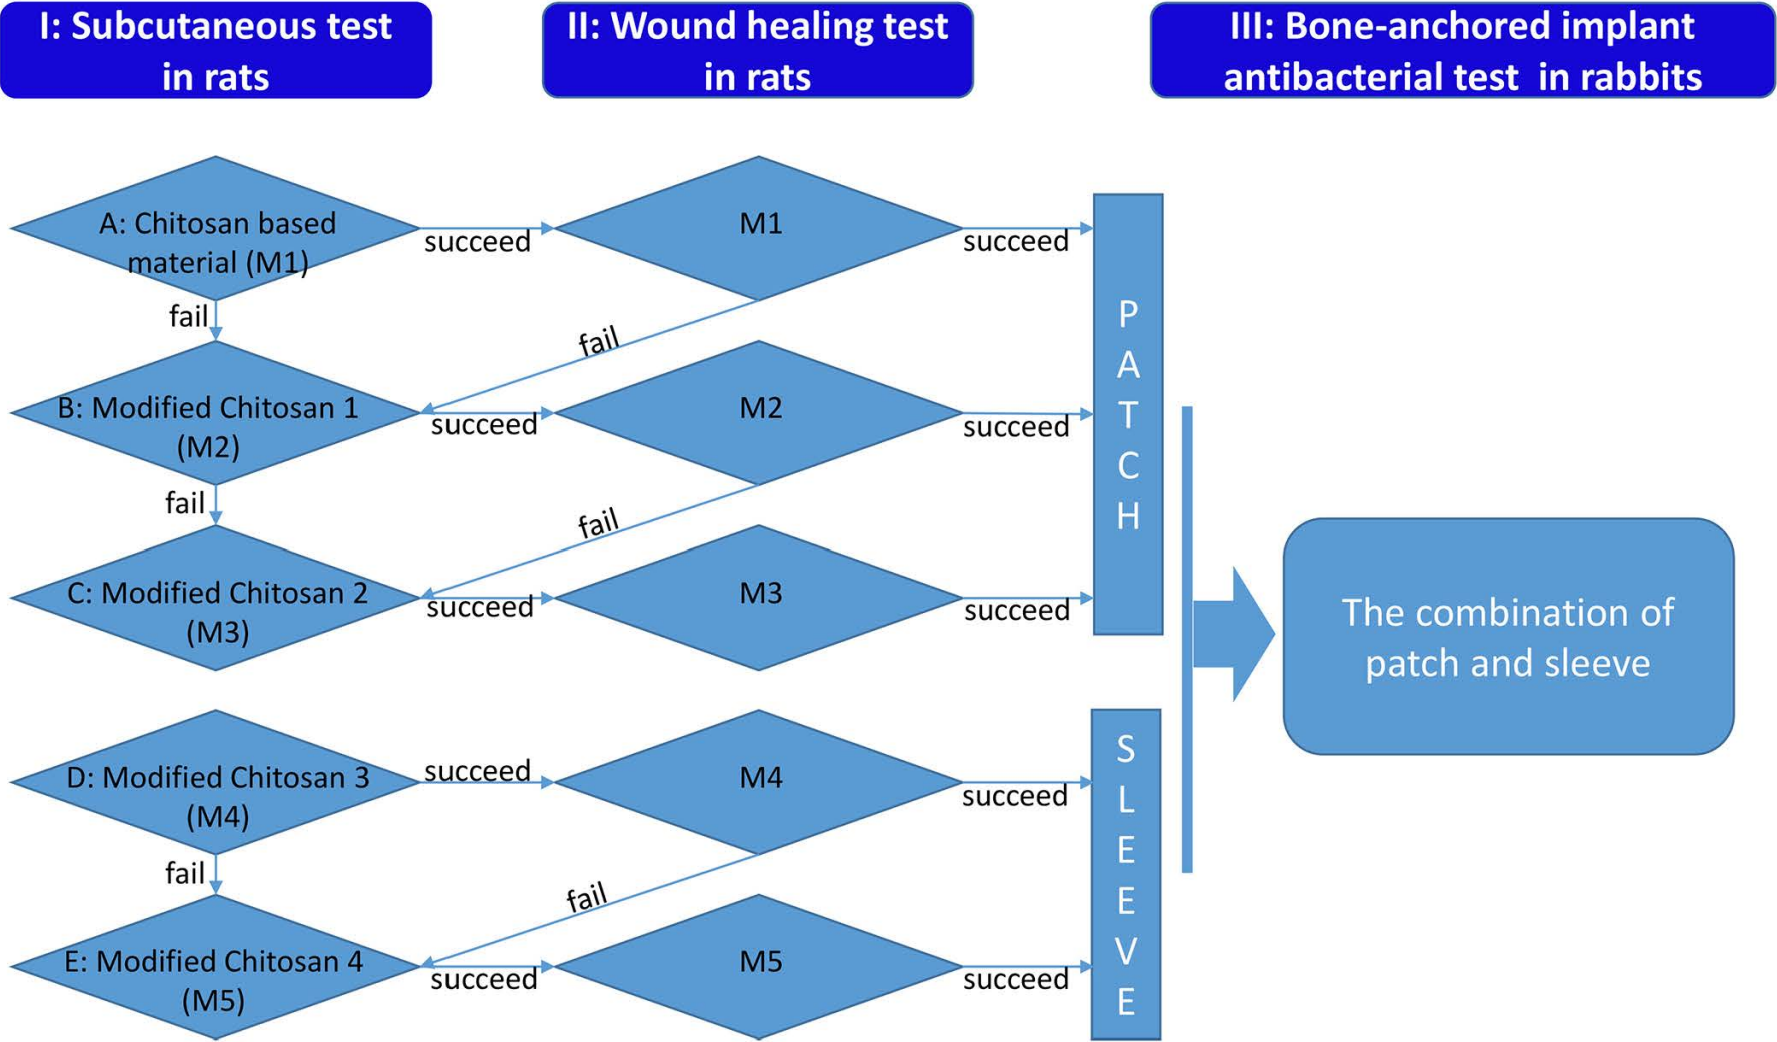 I: Subcutaneous test
in rats
II: Wound healing test
in rats
III: Bone-anchored implant
antibacterial test in rabbits
A: Chitosan based
material (M1)
succeed
M1
succeed
fail
fail
B: Modified Chitosan 1
(M2)
succeed
M2
succeed
fail
fail
C: Modified Chitosan 2
(M3)
succeed
M3
succeed
P
A
T
C
H
D: Modified Chitosan 3
(M4)
succeed
M4
succeed
fail
fail
E: Modified Chitosan 4
(M5)
succeed
M5
succeed
S
L
E
E
V
E
The combination of
patch and sleeve